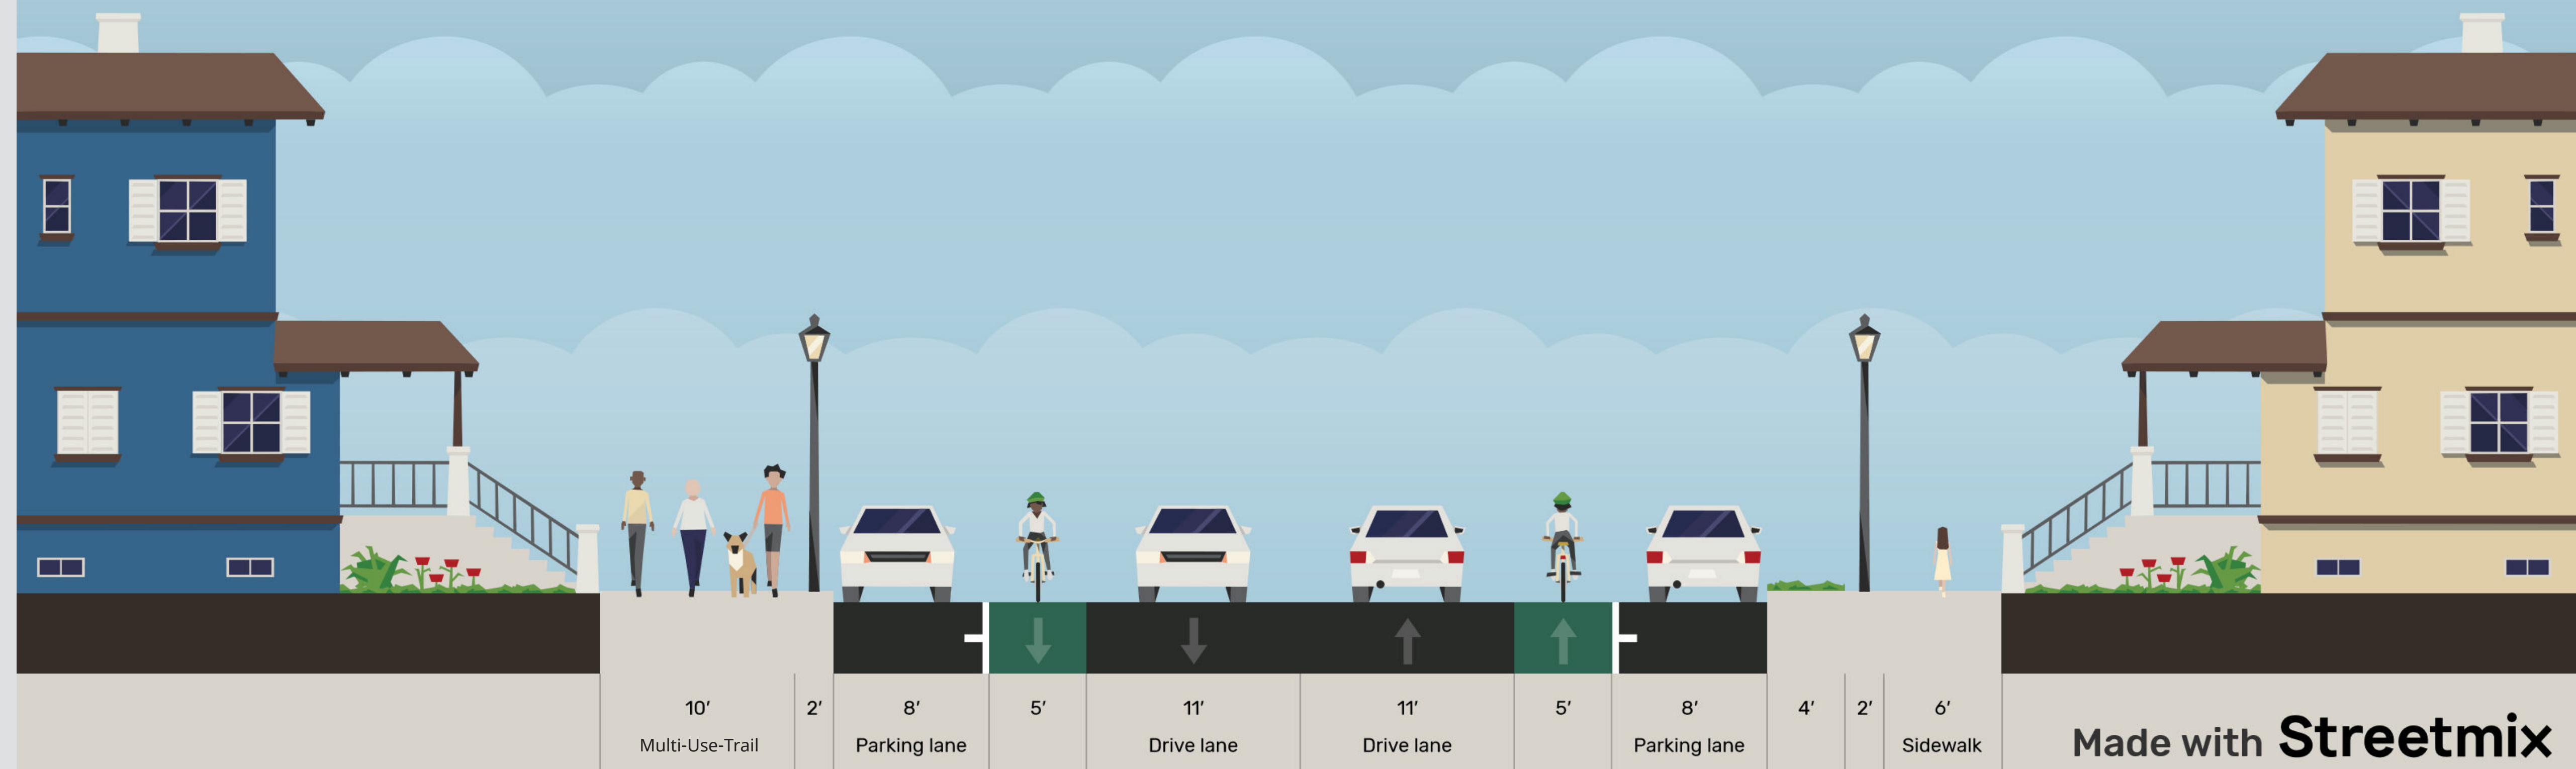 10′
2′
8′
5′
11′
11′
5′
8′
4′
2′
6′
Multi-Use-Trail
Parking lane
Drive lane
Drive lane
Parking lane
Sidewalk
Made with Streetmix